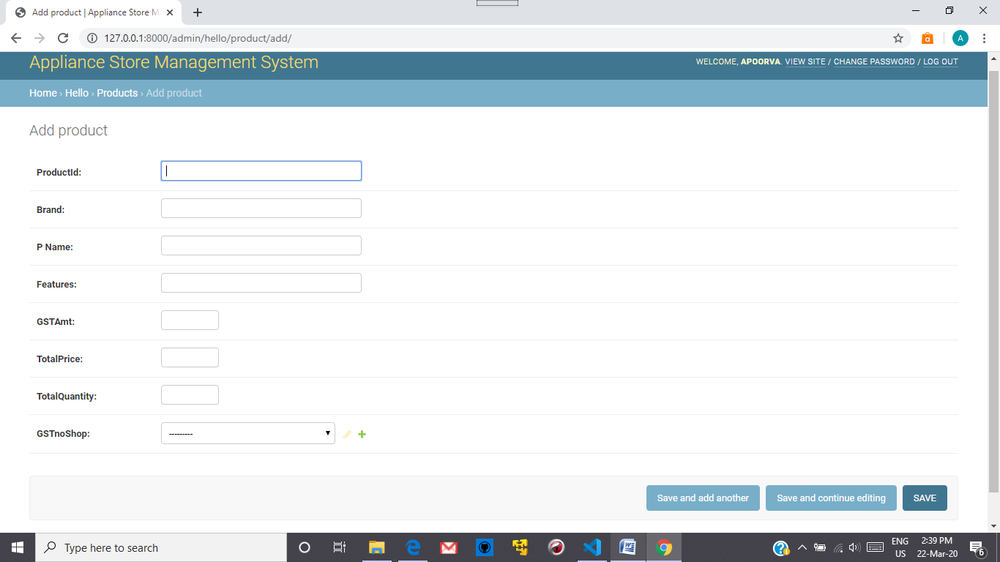 Add product | Appliance Store M
127.0.0.1:8000/admin/hello/product/add/
A
Appliance Store Management System
WELCOME, APOORVA. VIEW SITE / CHANGE PASSWORD / LOG OUT
Home › Hello › Products › Add product
Add product
ProductId:
Brand:
P Name:
Features:
GSTAmt:
TotalPrice:
TotalQuantity:
GSTnoShop:
---------
Save and add another
Save and continue editing
SAVE
Type here to search
ENG
US
2:39 PM
22-Mar-20
6